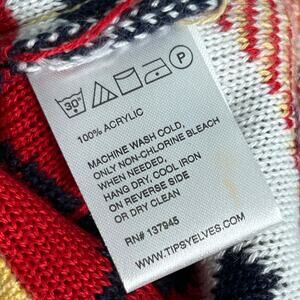 30°
P
100% ACRYLIC
MACHINE WASH COLD,
ONLY NON-CHLORINE BLEACH
WHEN NEEDED,
HANG DRY, COOL IRON
ON REVERSE SIDE
OR DRY CLEAN
RN# 137945
WWW.TIPSYELVES.COM